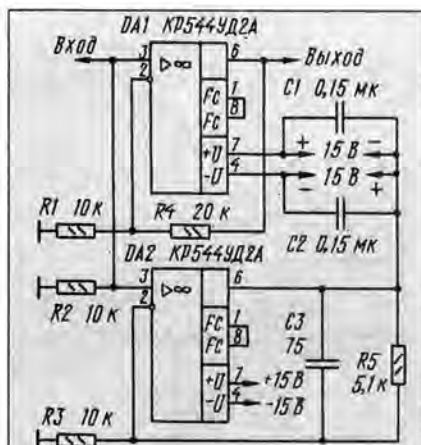 DA1 КР544УД2А
Вход
3
2
▷∞
6
Выход
FC 1
FC 8
+U 7
-U 4
C1 0,15 мк
+ 15 В -
- 15 В +
C2 0,15 мк
R1 10 к
R4 20 к
DA2 КР544УД2А
R2 10 к
3
2
▷∞
6
FC 1
FC 8
+U 7 +15 В
-U 4 -15 В
C3
75
R5
5,1 к
R3 10 к